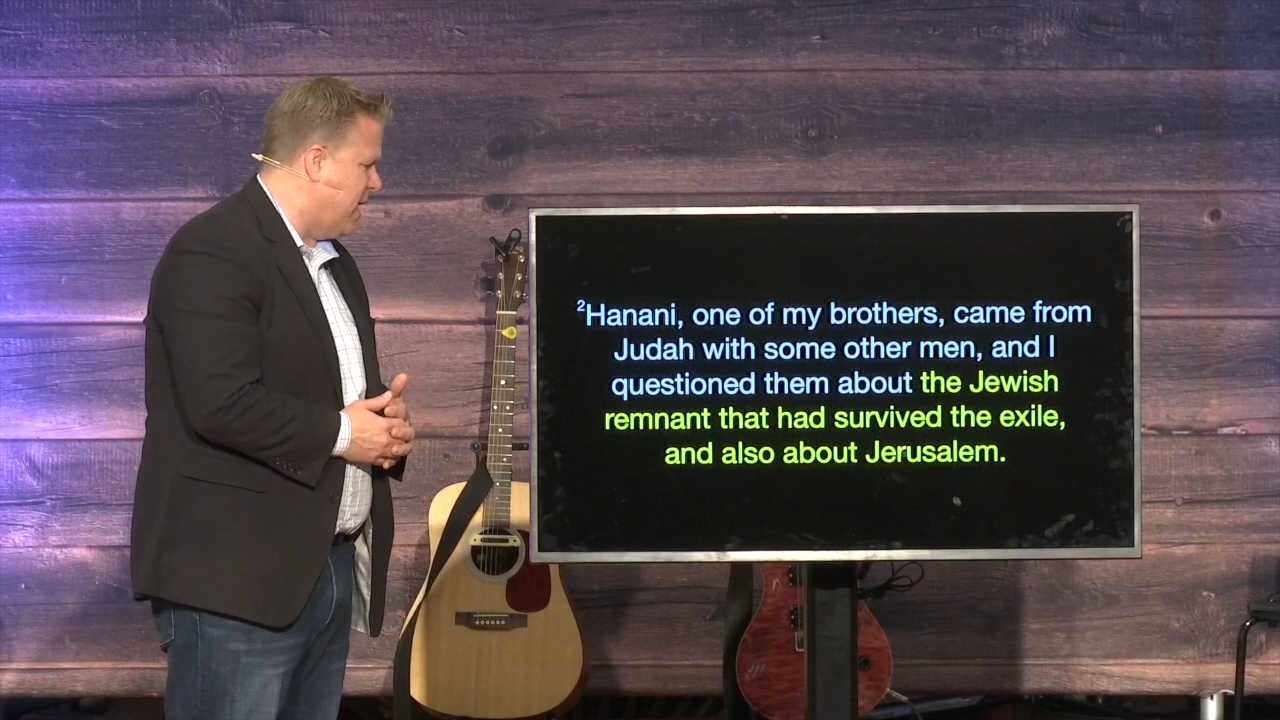 ²Hanani, one of my brothers, came from
Judah with some other men, and I
questioned them about the Jewish
remnant that had survived the exile,
and also about Jerusalem.